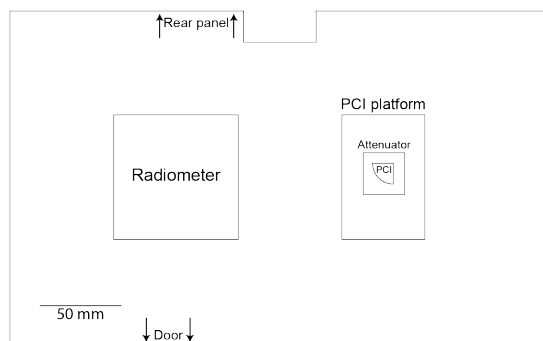 Rear panel
PCI platform
Attenuator
PCI
Radiometer
50 mm
Door